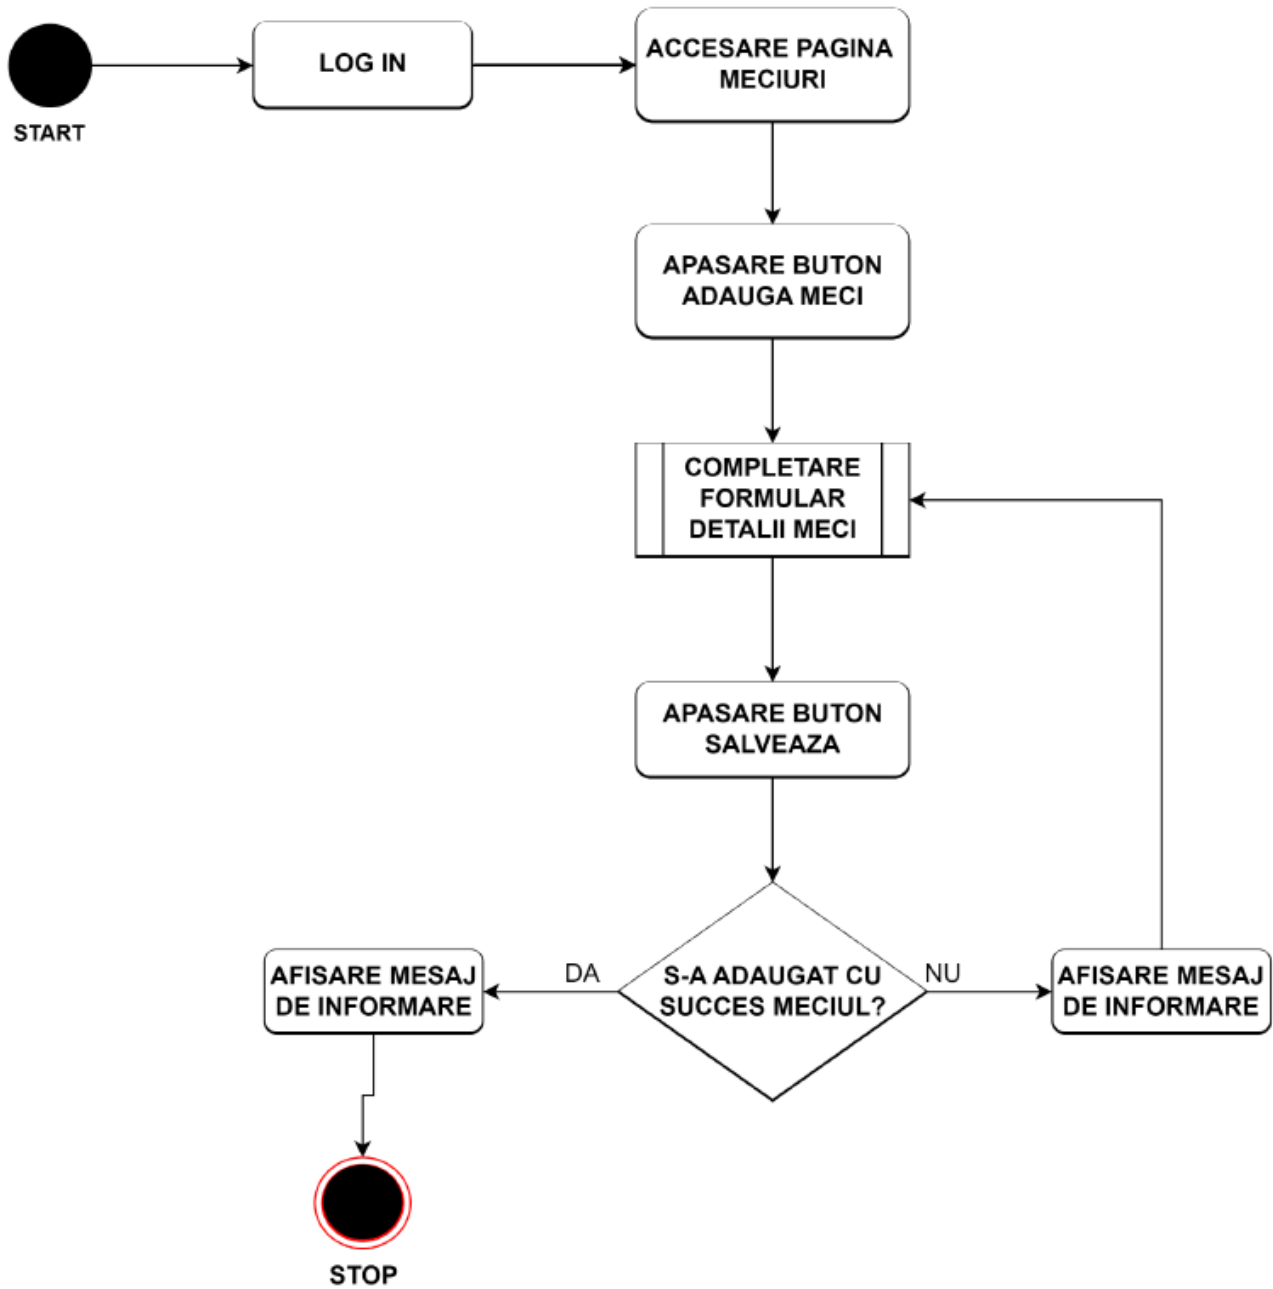 START
LOG IN
ACCESARE PAGINA
MECIURI
APASARE BUTON
ADAUGA MECI
COMPLETARE
FORMULAR
DETALII MECI
APASARE BUTON
SALVEAZA
S-A ADAUGAT CU
SUCCES MECIUL?
DA
NU
AFISARE MESAJ
DE INFORMARE
AFISARE MESAJ
DE INFORMARE
STOP